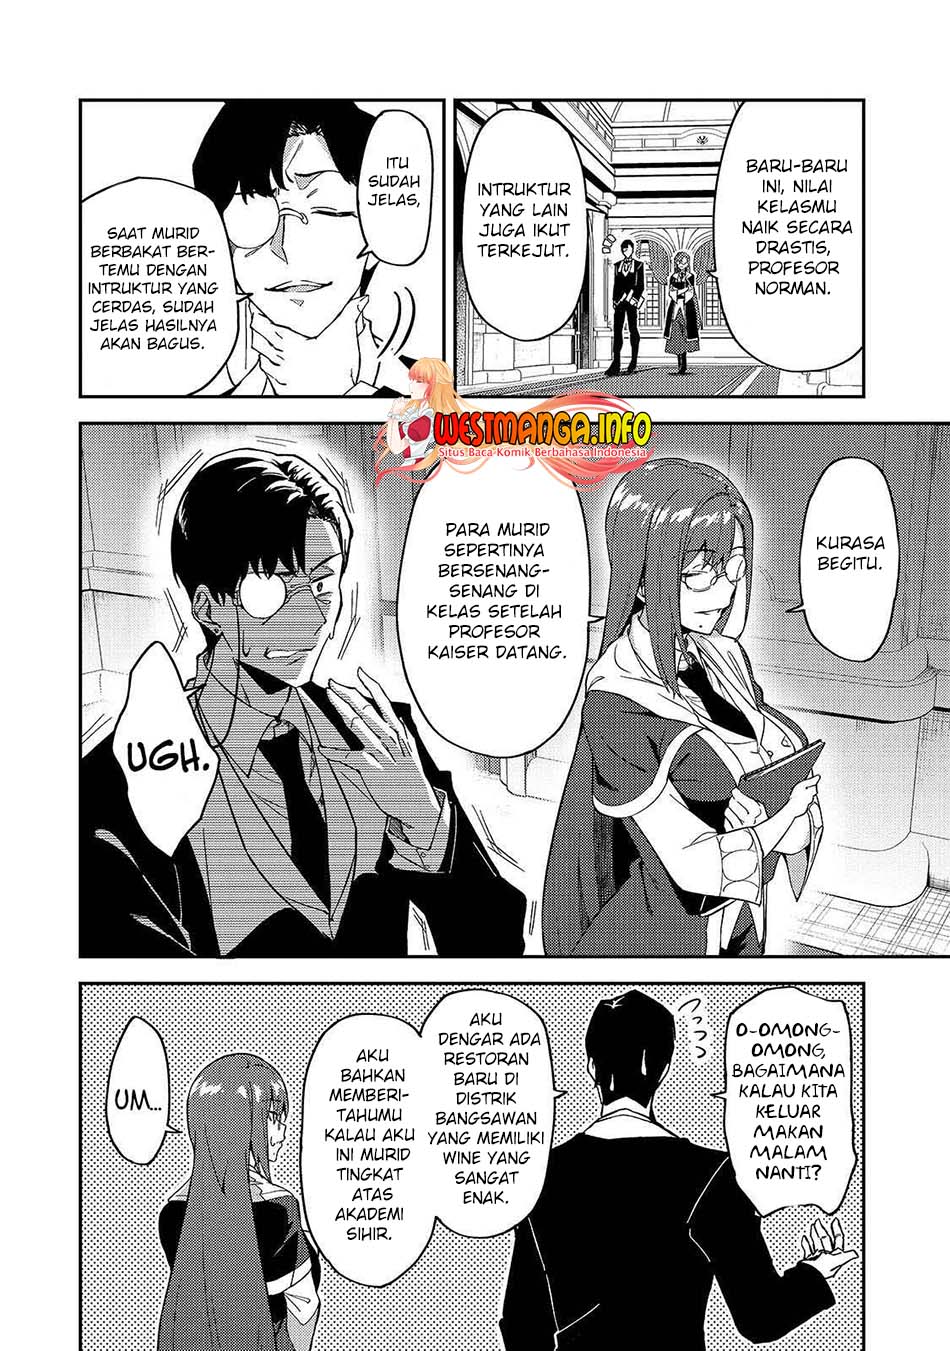 BARU-BARU
INI, NILAI
KELASMU
NAIK SECARA
DRASTIS,
PROFESOR
NORMAN.
INTRUKTUR
YANG LAIN
JUGA IKUT
TERKEJUT.
ITU
SUDAH
JELAS,
SAAT MURID
BERBAKAT BER-
TEMU DENGAN
INTRUKTUR YANG
CERDAS, SUDAH
JELAS HASILNYA
AKAN BAGUS.
WESTMANGA.INFO
Situs Baca Komik Berbahasa Indonesia
KURASA
BEGITU.
PARA MURID
SEPERTINYA
BERSENANG-
SENANG DI
KELAS SETELAH
PROFESOR
KAISER DATANG.
UGH.
O-OMONG-
OMONG,
BAGAIMANA
KALAU KITA
KELUAR
MAKAN
MALAM
NANTI?
AKU
DENGAR ADA
RESTORAN
BARU DI
DISTRIK
BANGSAWAN
YANG MEMILIKI
WINE YANG
SANGAT
ENAK.
AKU
BAHKAN
MEMBERI-
TAHUMU
KALAU AKU
INI MURID
TINGKAT
ATAS
AKADEMI
SIHIR.
UM...